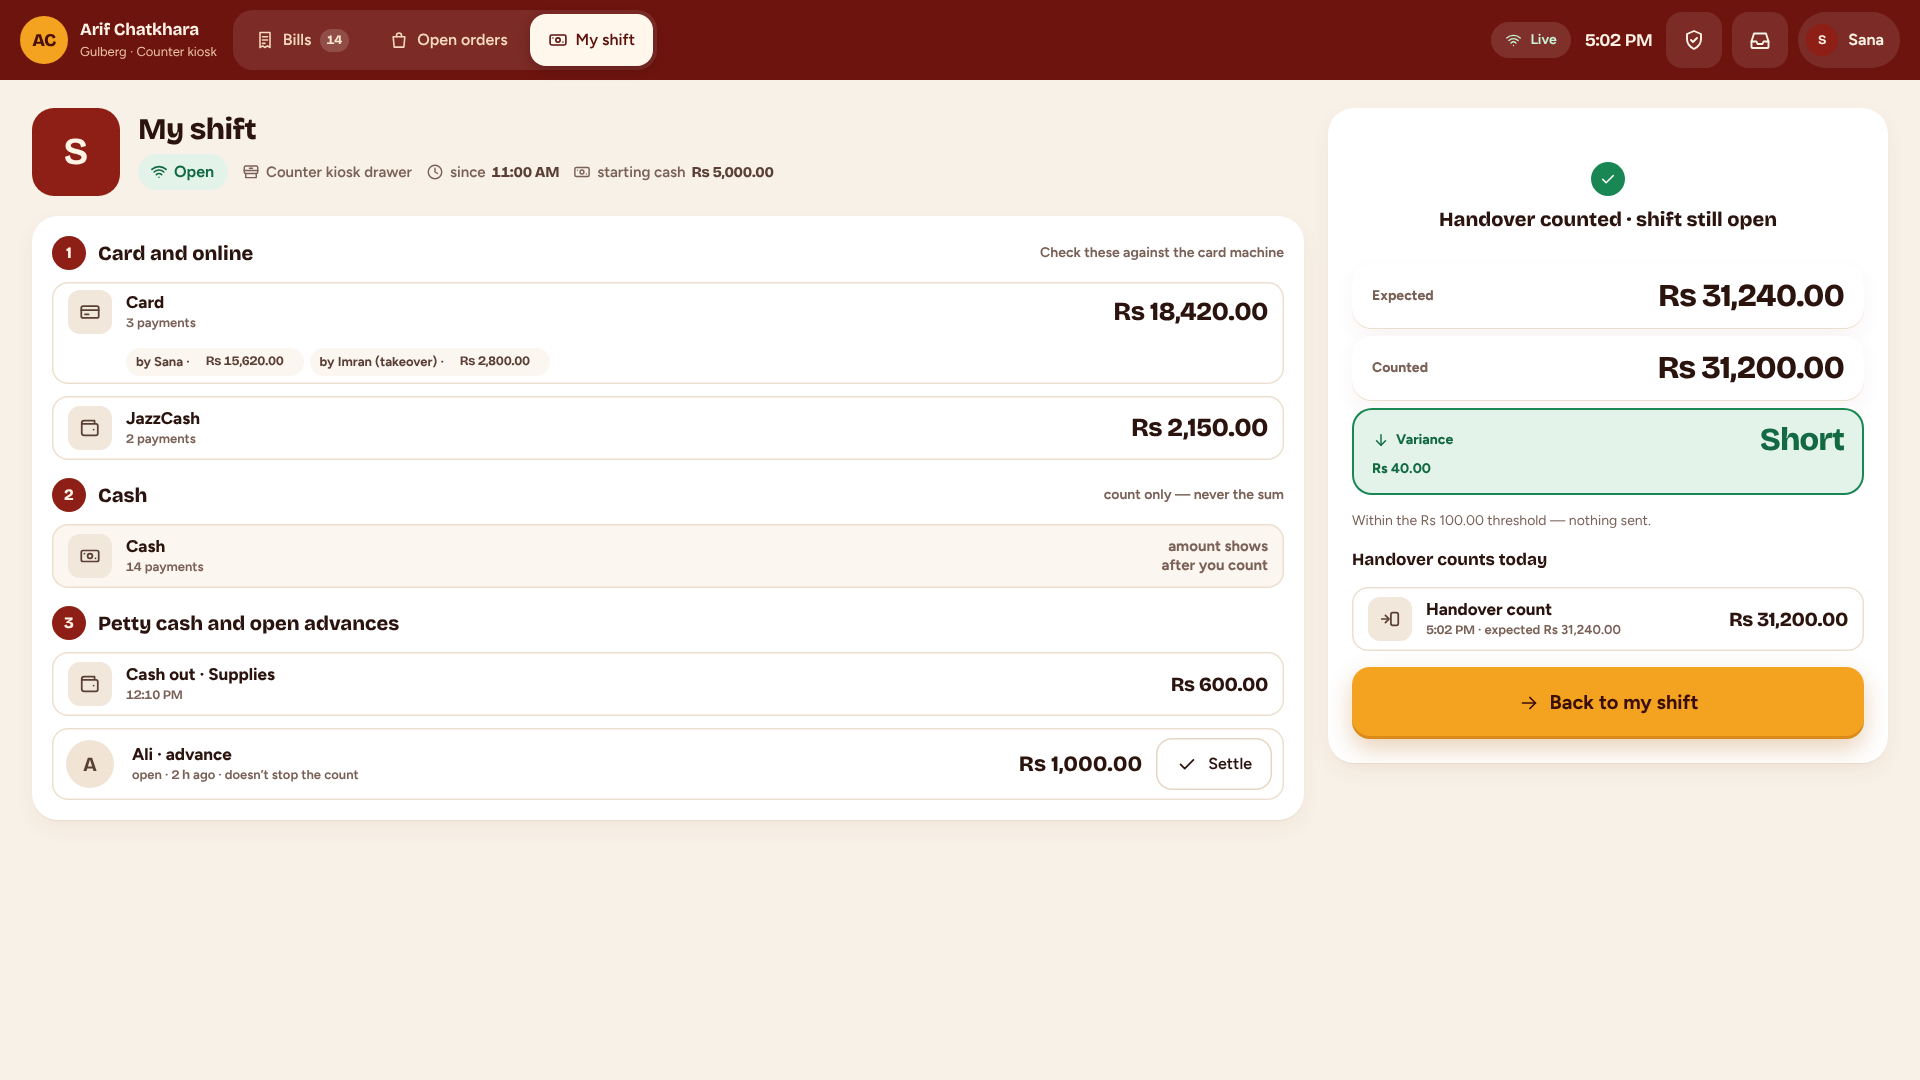 AC
Arif Chatkhara
Gulberg · Counter kiosk
Bills 14
Open orders
My shift
Live
5:02 PM
S
Sana
S
My shift
Open
Counter kiosk drawer
since 11:00 AM
starting cash Rs 5,000.00
1
Card and online
Check these against the card machine
Card
3 payments
Rs 18,420.00
by Sana · Rs 15,620.00
by Imran (takeover) · Rs 2,800.00
JazzCash
2 payments
Rs 2,150.00
2
Cash
count only — never the sum
Cash
14 payments
amount shows
after you count
3
Petty cash and open advances
Cash out · Supplies
12:10 PM
Rs 600.00
A
Ali · advance
open · 2 h ago · doesn't stop the count
Rs 1,000.00
Settle
Handover counted · shift still open
Expected
Rs 31,240.00
Counted
Rs 31,200.00
Variance
Short
Rs 40.00
Within the Rs 100.00 threshold — nothing sent.
Handover counts today
Handover count
5:02 PM · expected Rs 31,240.00
Rs 31,200.00
Back to my shift